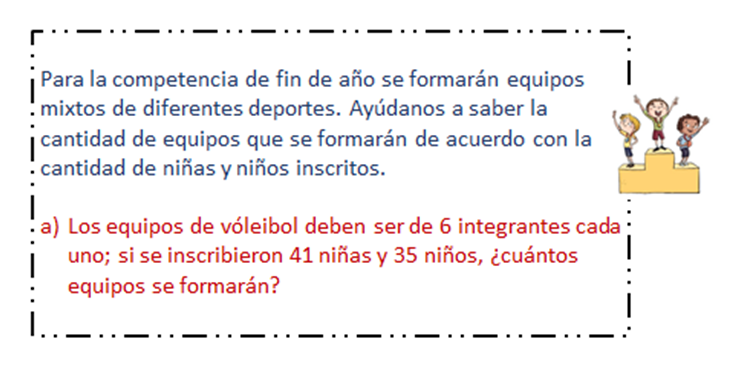 Para la competencia de fin de año se formarán equipos
mixtos de diferentes deportes. Ayúdanos a saber la
cantidad de equipos que se formarán de acuerdo con la
cantidad de niñas y niños inscritos.
a) Los equipos de vóleibol deben ser de 6 integrantes cada
uno; si se inscribieron 41 niñas y 35 niños, ¿cuántos
equipos se formarán?